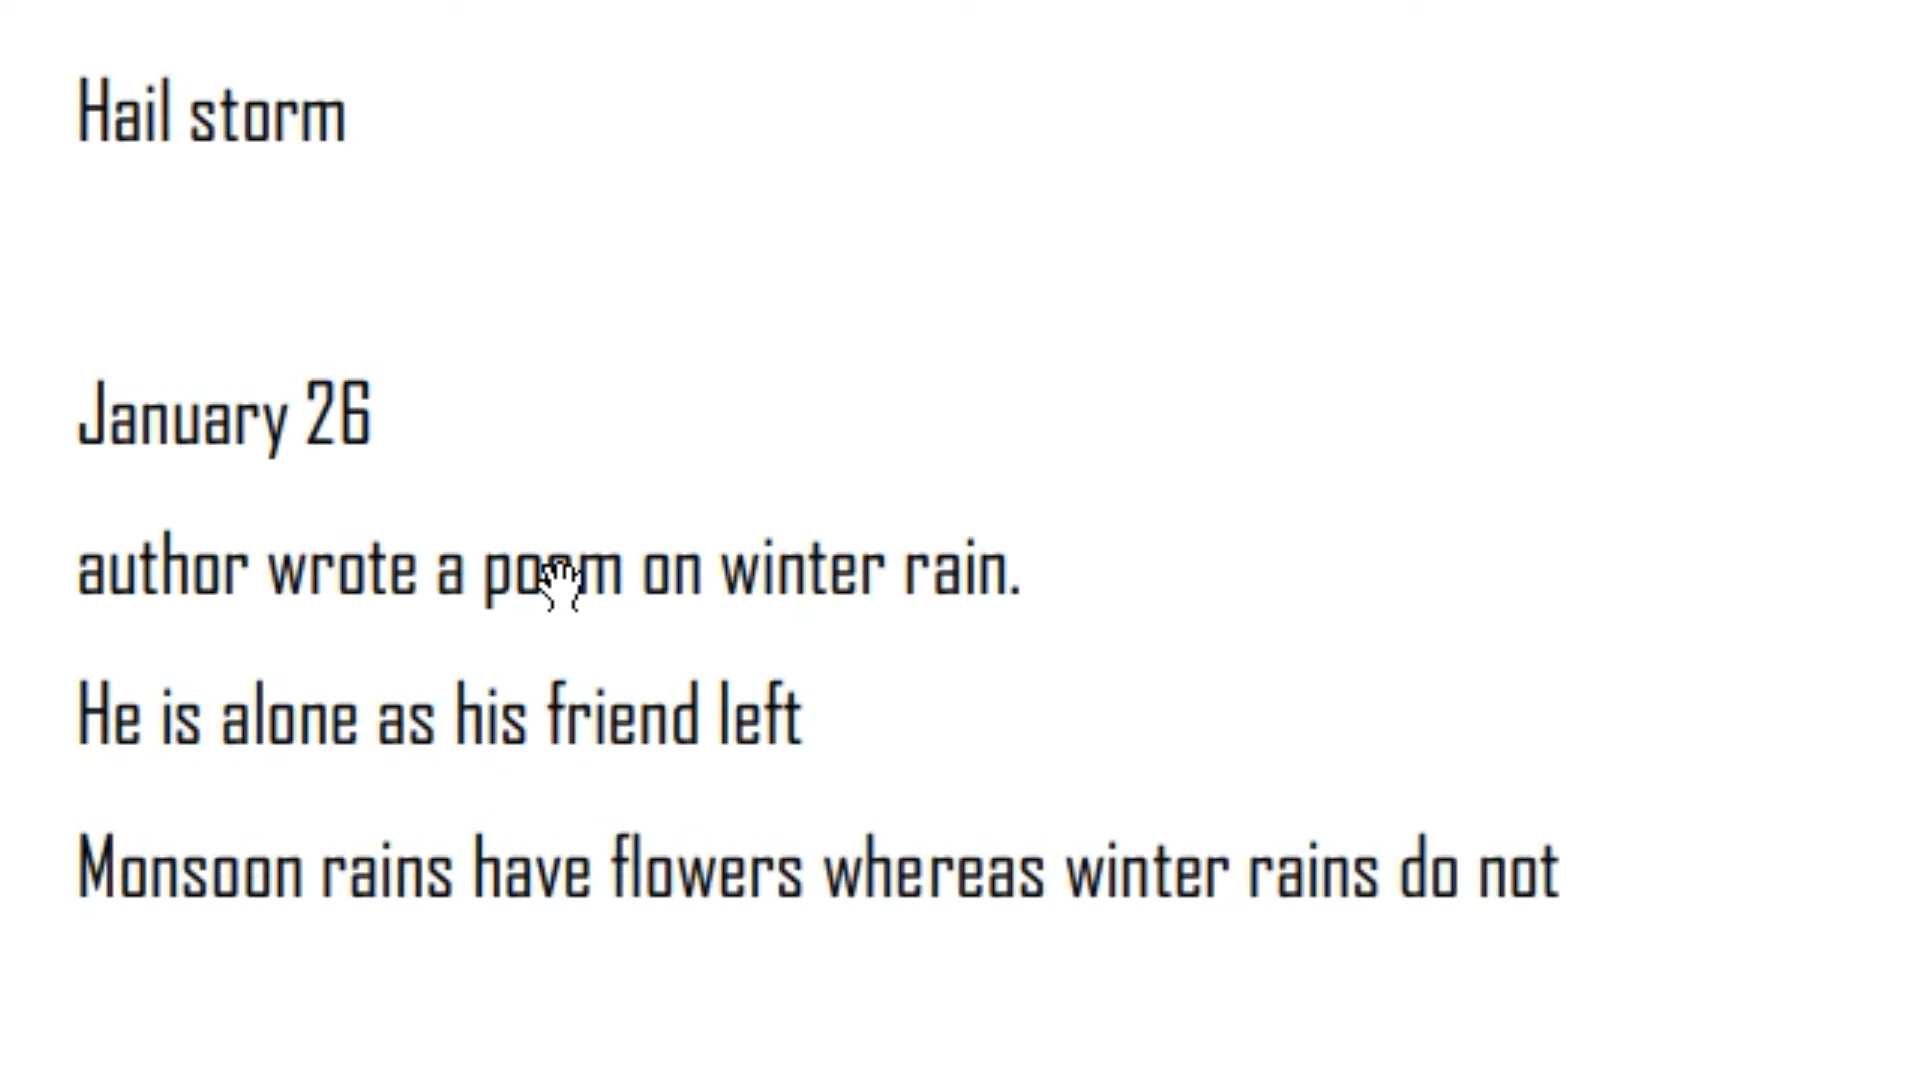 Hail storm
January 26
author wrote a poem on winter rain.
He is alone as his friend left
Monsoon rains have flowers whereas winter rains do not